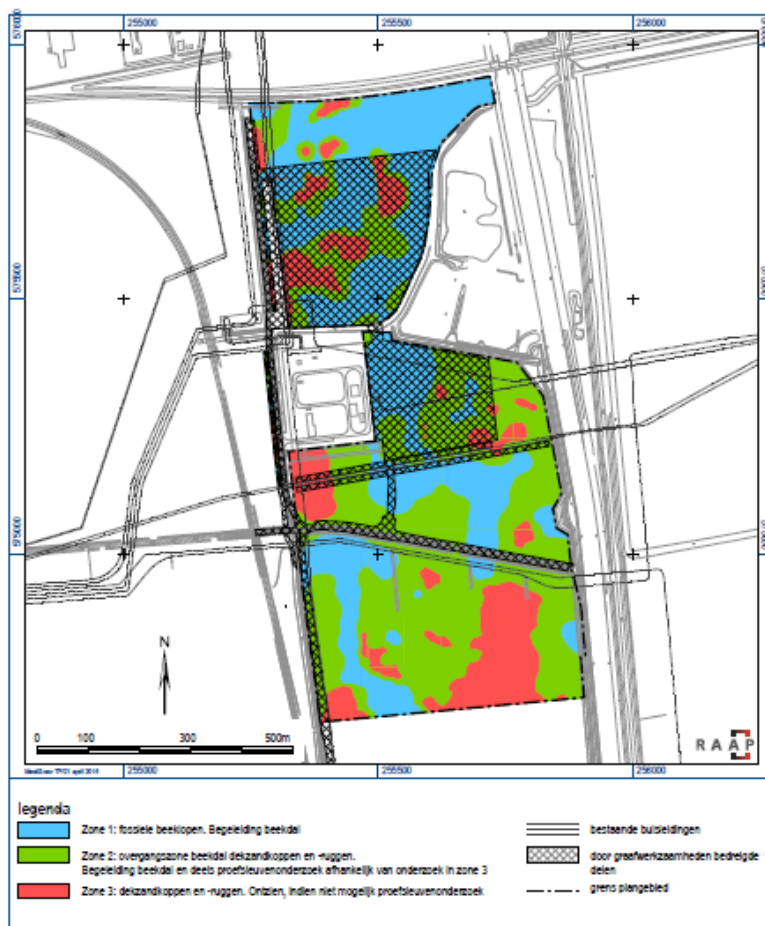 255000 255500 256000
576000
575500
575000
N
0 100 300 500m
RAAP
255000 255500 256000
legenda
Zone 1: fossiele beeklopen. Begeleiding beekdal
Zone 2: overgangszone beekdal dekzandkoppen en -ruggen.
Begeleiding beekdal en deels proefsleuvenonderzoek afhankelijk van onderzoek in zone 3
Zone 3: dekzandkoppen en -ruggen. Ontzien, indien niet mogelijk proefsleuvenonderzoek
bestaande buisleidingen
door graafwerkzaamheden bedreigde
delen
grens plangebied